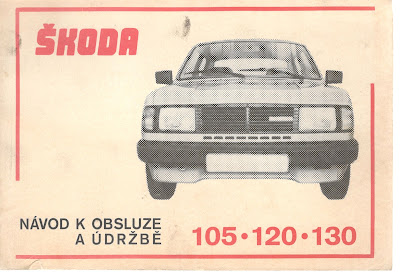 ŠKODA
NÁVOD K OBSLUZE
A ÚDRŽBĚ
105 • 120 • 130